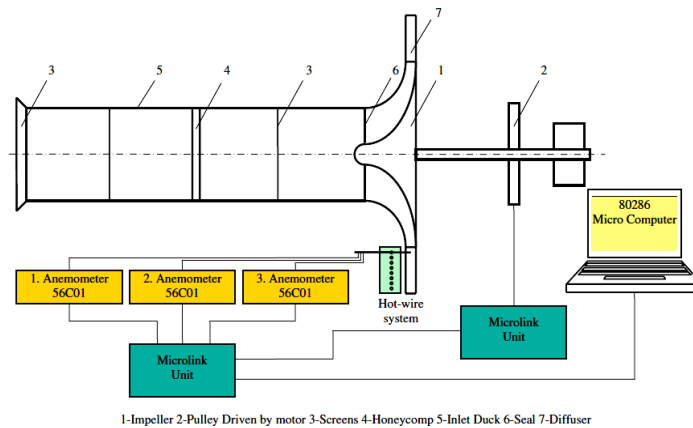 7
3
5
4
3
6
1
2
80286
Micro Computer
1. Anemometer
56C01
2. Anemometer
56C01
3. Anemometer
56C01
Hot-wire
system
Microlink
Unit
Microlink
Unit
1-Impeller 2-Pulley Driven by motor 3-Screens 4-Honeycomp 5-Inlet Duck 6-Seal 7-Diffuser